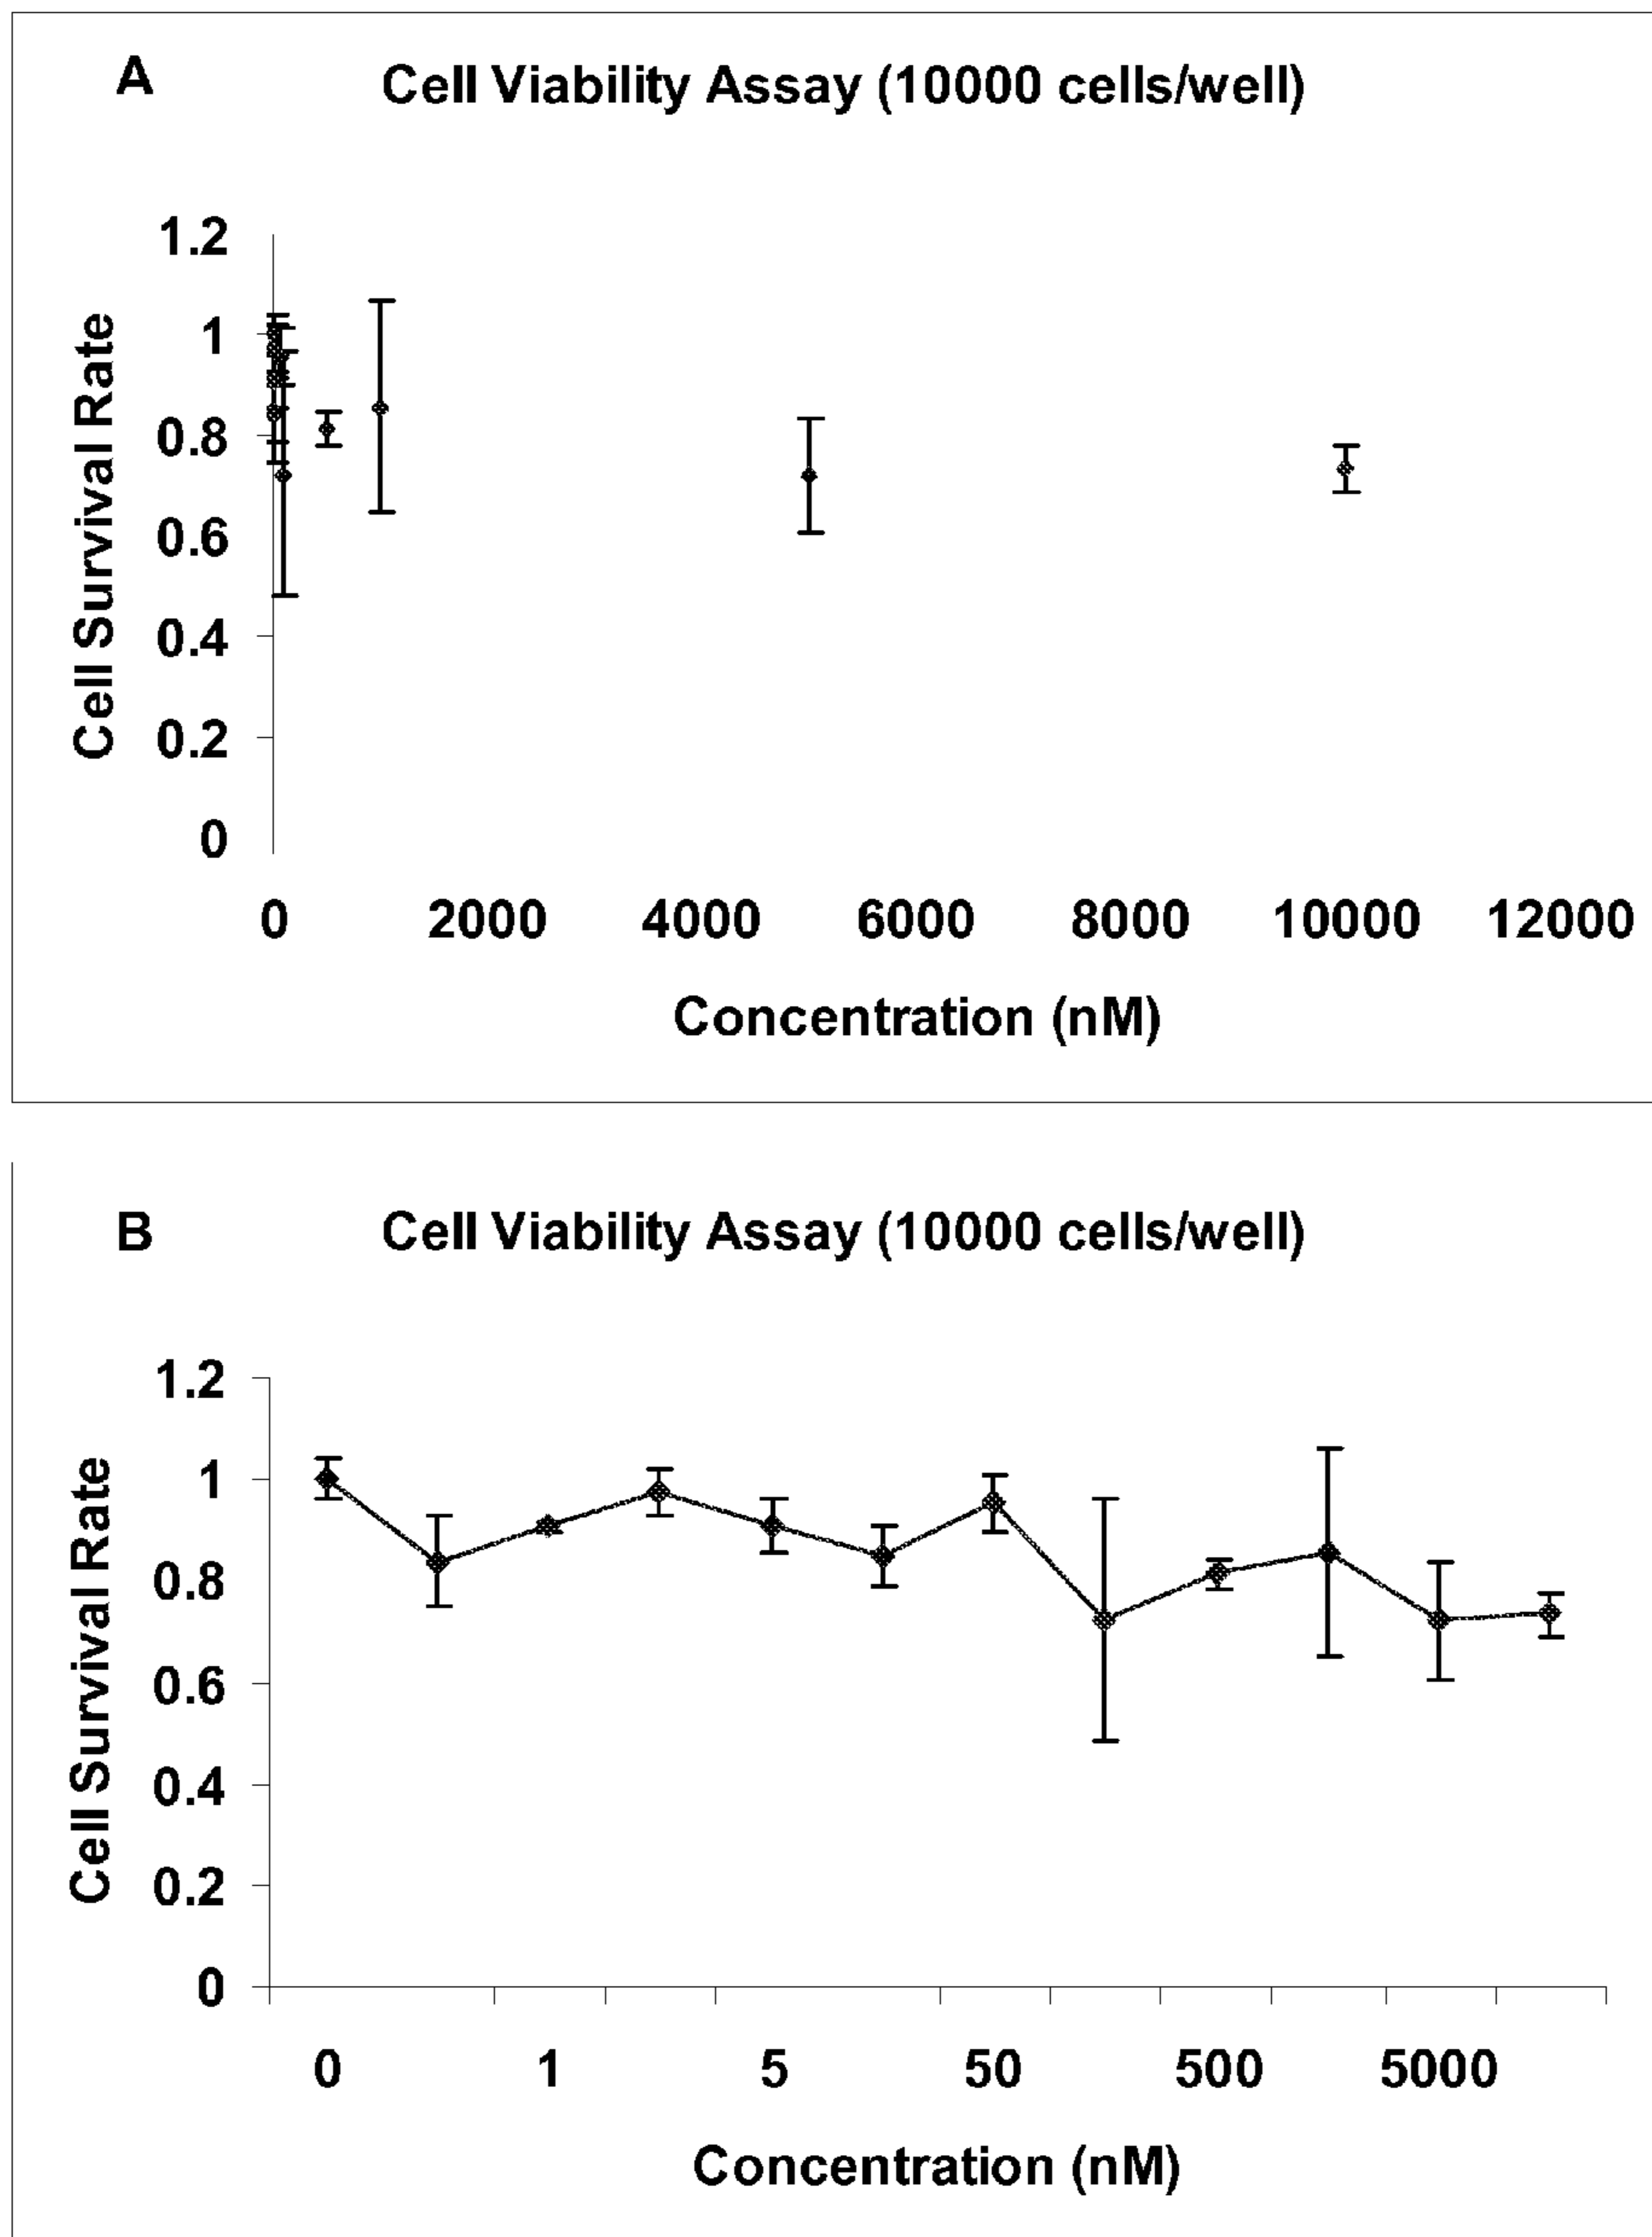 A
Cell Viability Assay (10000 cells/well)
1.2
1
0.8
0.6
0.4
0.2
0
Cell Survival Rate
0 2000 4000 6000 8000 10000 12000
Concentration (nM)
B
Cell Viability Assay (10000 cells/well)
1.2
1
0.8
0.6
0.4
0.2
0
Cell Survival Rate
0 1 5 50 500 5000
Concentration (nM)